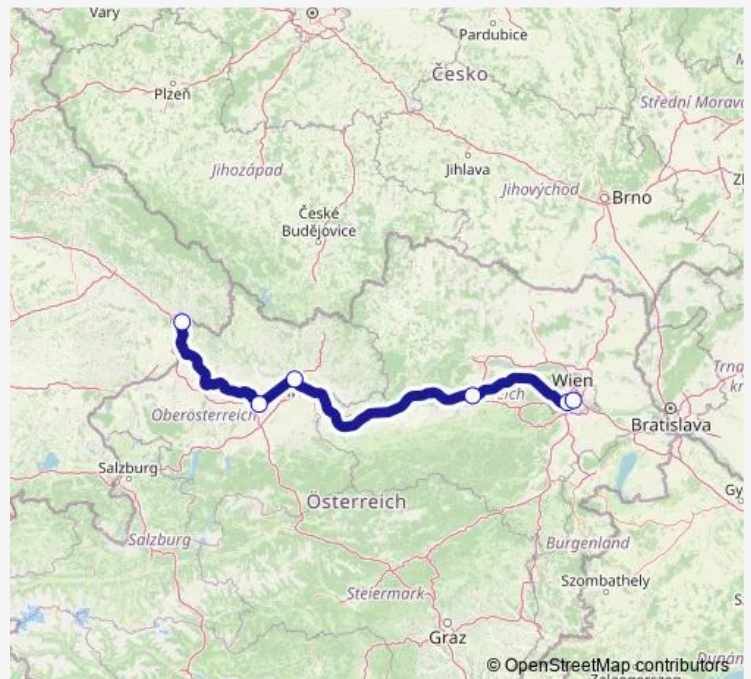 Vary
Pardubice
Česko
Plzeň
Střední Morava
Jihozápad
Jihlava
Jihovýchod
Brno
České
Budějovice
Wien
Oberösterreich
Bratislava
Salzburg
Österreich
Salzburg
Burgenland
Szombathely
Steiermark
Graz
© OpenStreetMap contributors